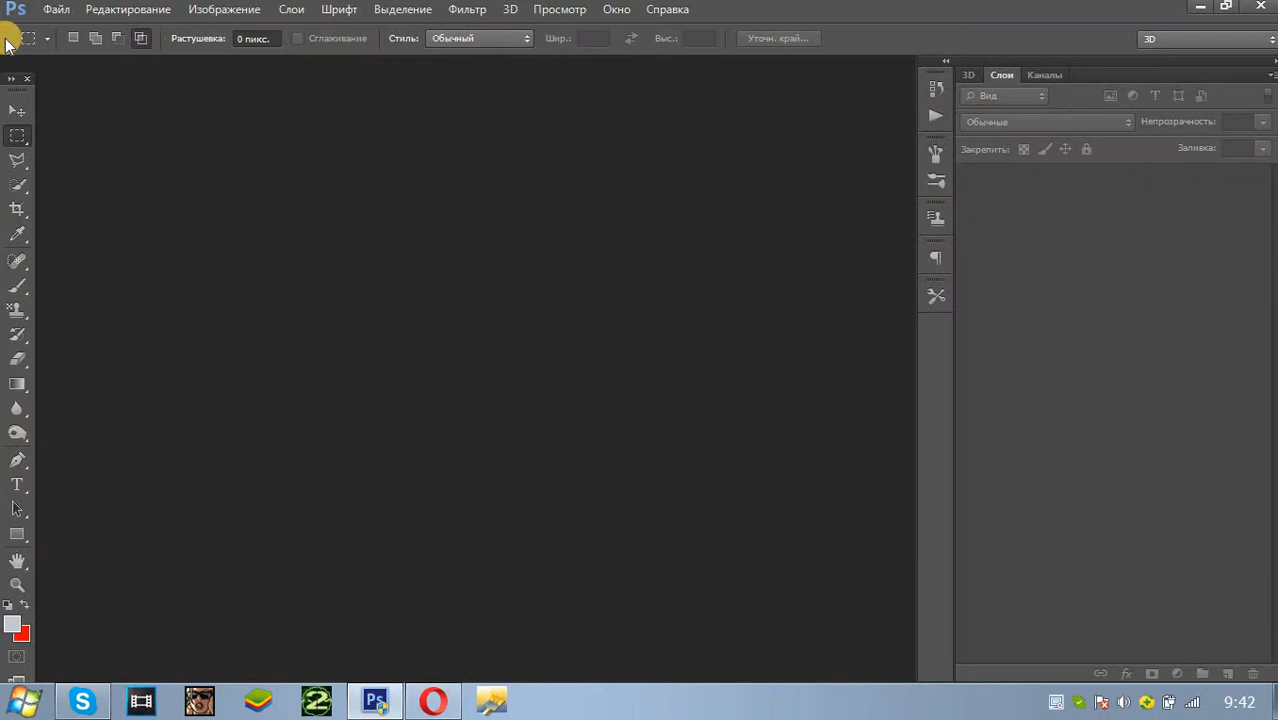 Ps Файл Редактирование Изображение Слои Шрифт Выделение Фильтр 3D Просмотр Окно Справка
Растушевка: 0 пикс. Сглаживание Стиль: Обычный Шир.: Выс.: Уточн. край... 3D
3D Слои Каналы
Вид
Обычные Непрозрачность:
Закрепить: Заливка:
9:42